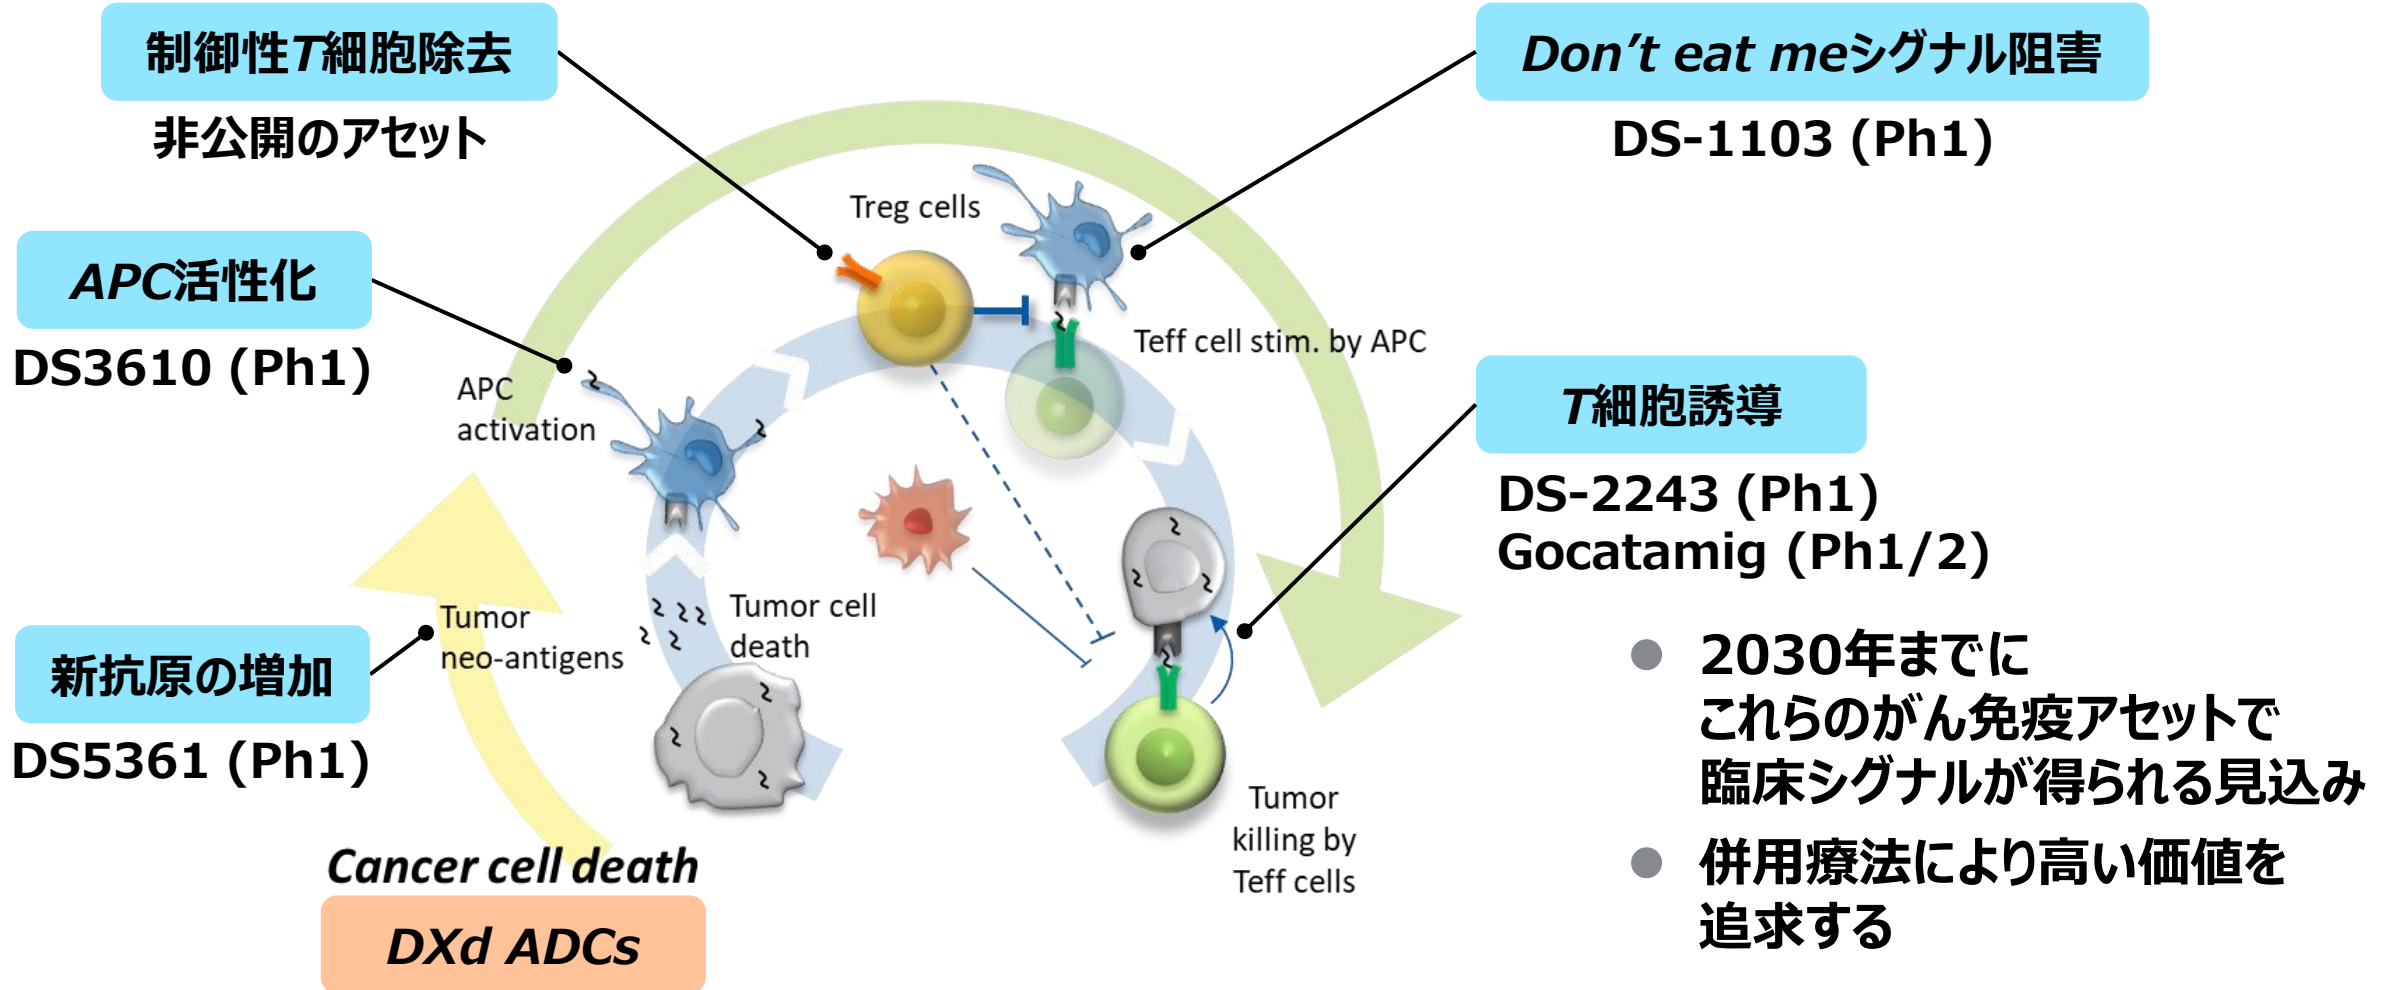 制御性T細胞除去
非公開のアセット
Don't eat meシグナル阻害
DS-1103 (Ph1)
Treg cells
APC活性化
DS3610 (Ph1)
APC
activation
Teff cell stim. by APC
T細胞誘導
DS-2243 (Ph1)
Gocatamig (Ph1/2)
Tumor
neo-antigens
Tumor cell
death
新抗原の増加
DS5361 (Ph1)
Tumor
killing by
Teff cells
Cancer cell death
DXd ADCs
● 2030年までに
これらのがん免疫アセットで
臨床シグナルが得られる見込み
● 併用療法により高い価値を
追求する